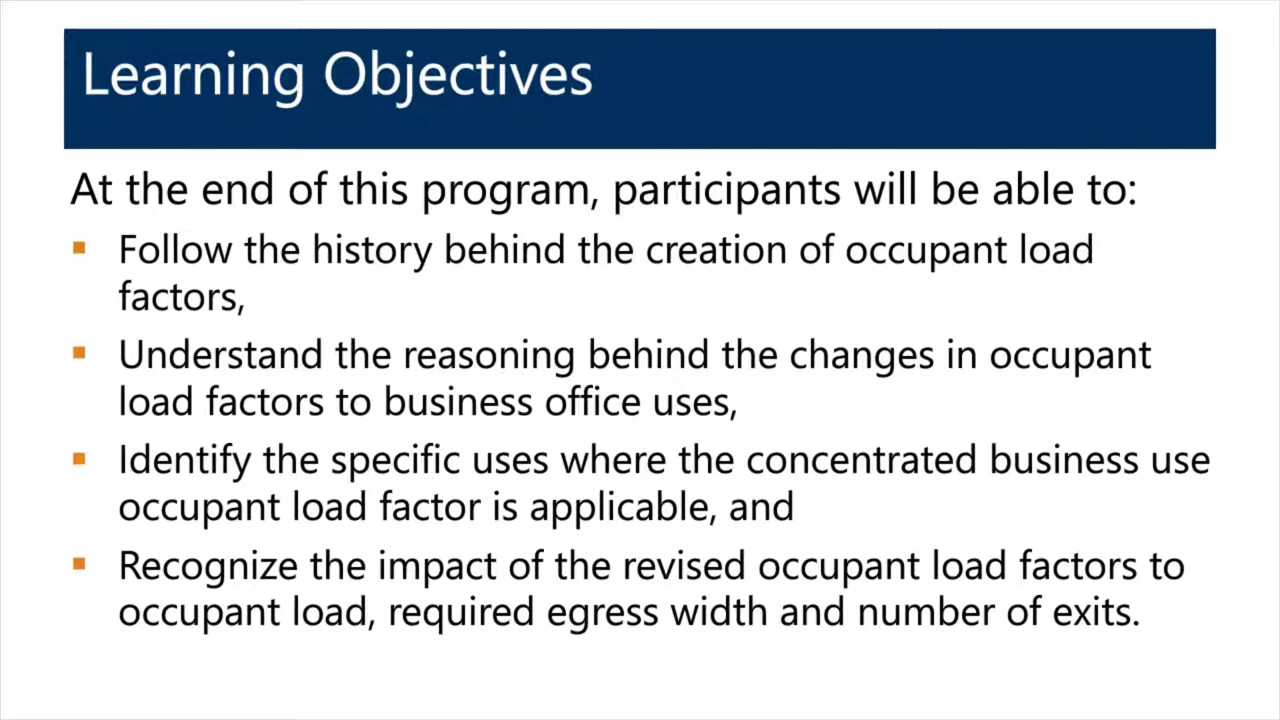 Learning Objectives
At the end of this program, participants will be able to:
▪ Follow the history behind the creation of occupant load
factors,
▪ Understand the reasoning behind the changes in occupant
load factors to business office uses,
▪ Identify the specific uses where the concentrated business use
occupant load factor is applicable, and
▪ Recognize the impact of the revised occupant load factors to
occupant load, required egress width and number of exits.